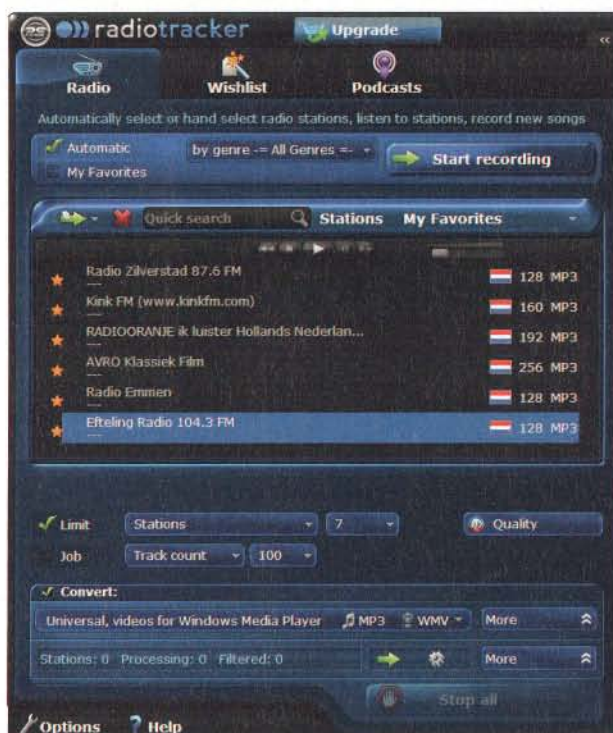 radiotracker Upgrade
«
Radio Wishlist Podcasts
Automatically select or hand select radio stations, listen to stations, record new songs
Automatic by genre -= All Genres =- Start recording
My Favorites
Quick search Stations My Favorites
Radio Zilverstad 87.6 FM 128 MP3
---
Kink FM (www.kinkfm.com) 160 MP3
---
RADIOORANJE ik luister Hollands Nederlan... 192 MP3
---
AVRO Klassiek Film 256 MP3
---
Radio Emmen 128 MP3
---
Efteling Radio 104.3 FM 128 MP3
---
Limit Stations 7 Quality
Job Track count 100
Convert:
Universal, videos for Windows Media Player MP3 WMV More
Stations: 0 Processing: 0 Filtered: 0 More
Stop all
Options ? Help